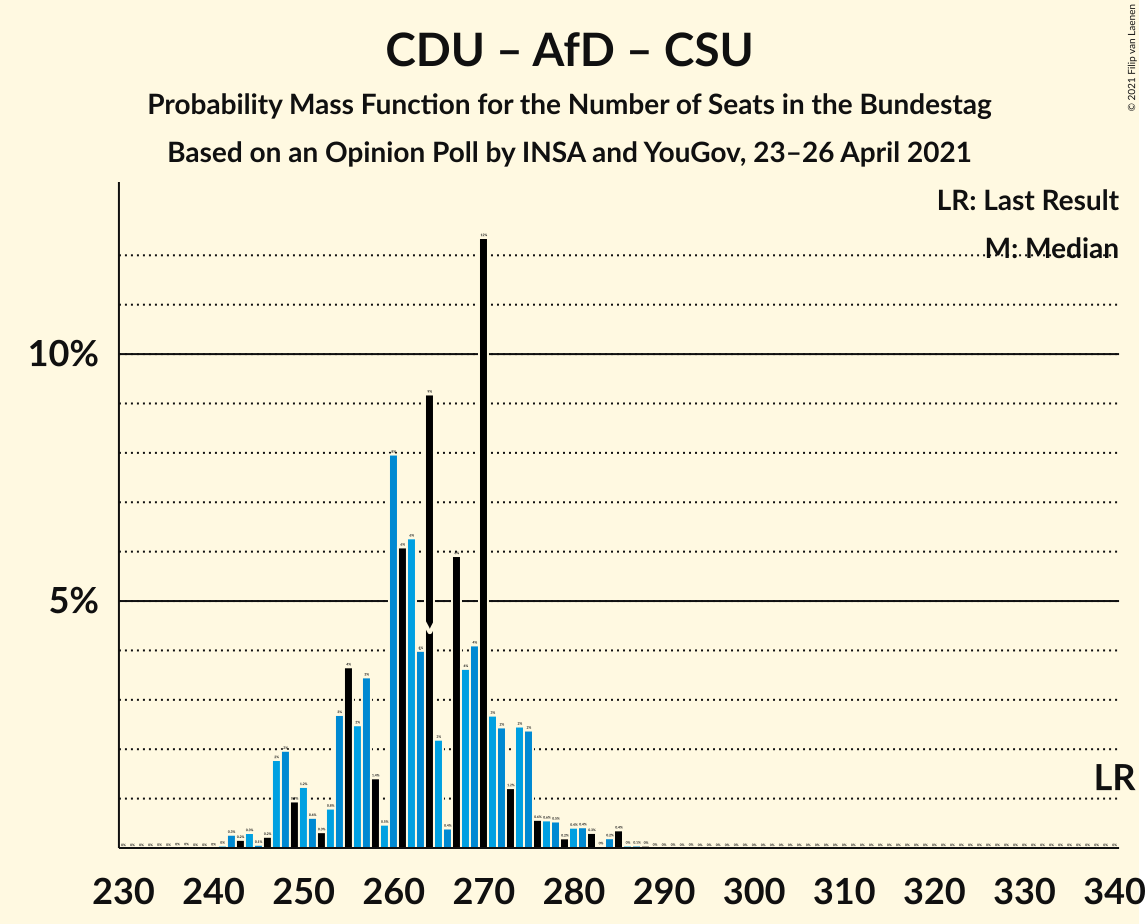 CDU – AfD – CSU
Probability Mass Function for the Number of Seats in the Bundestag
Based on an Opinion Poll by INSA and YouGov, 23–26 April 2021
© 2021 Filip van Laenen
LR: Last Result
M: Median
10%
5%
LR
230 240 250 260 270 280 290 300 310 320 330 340